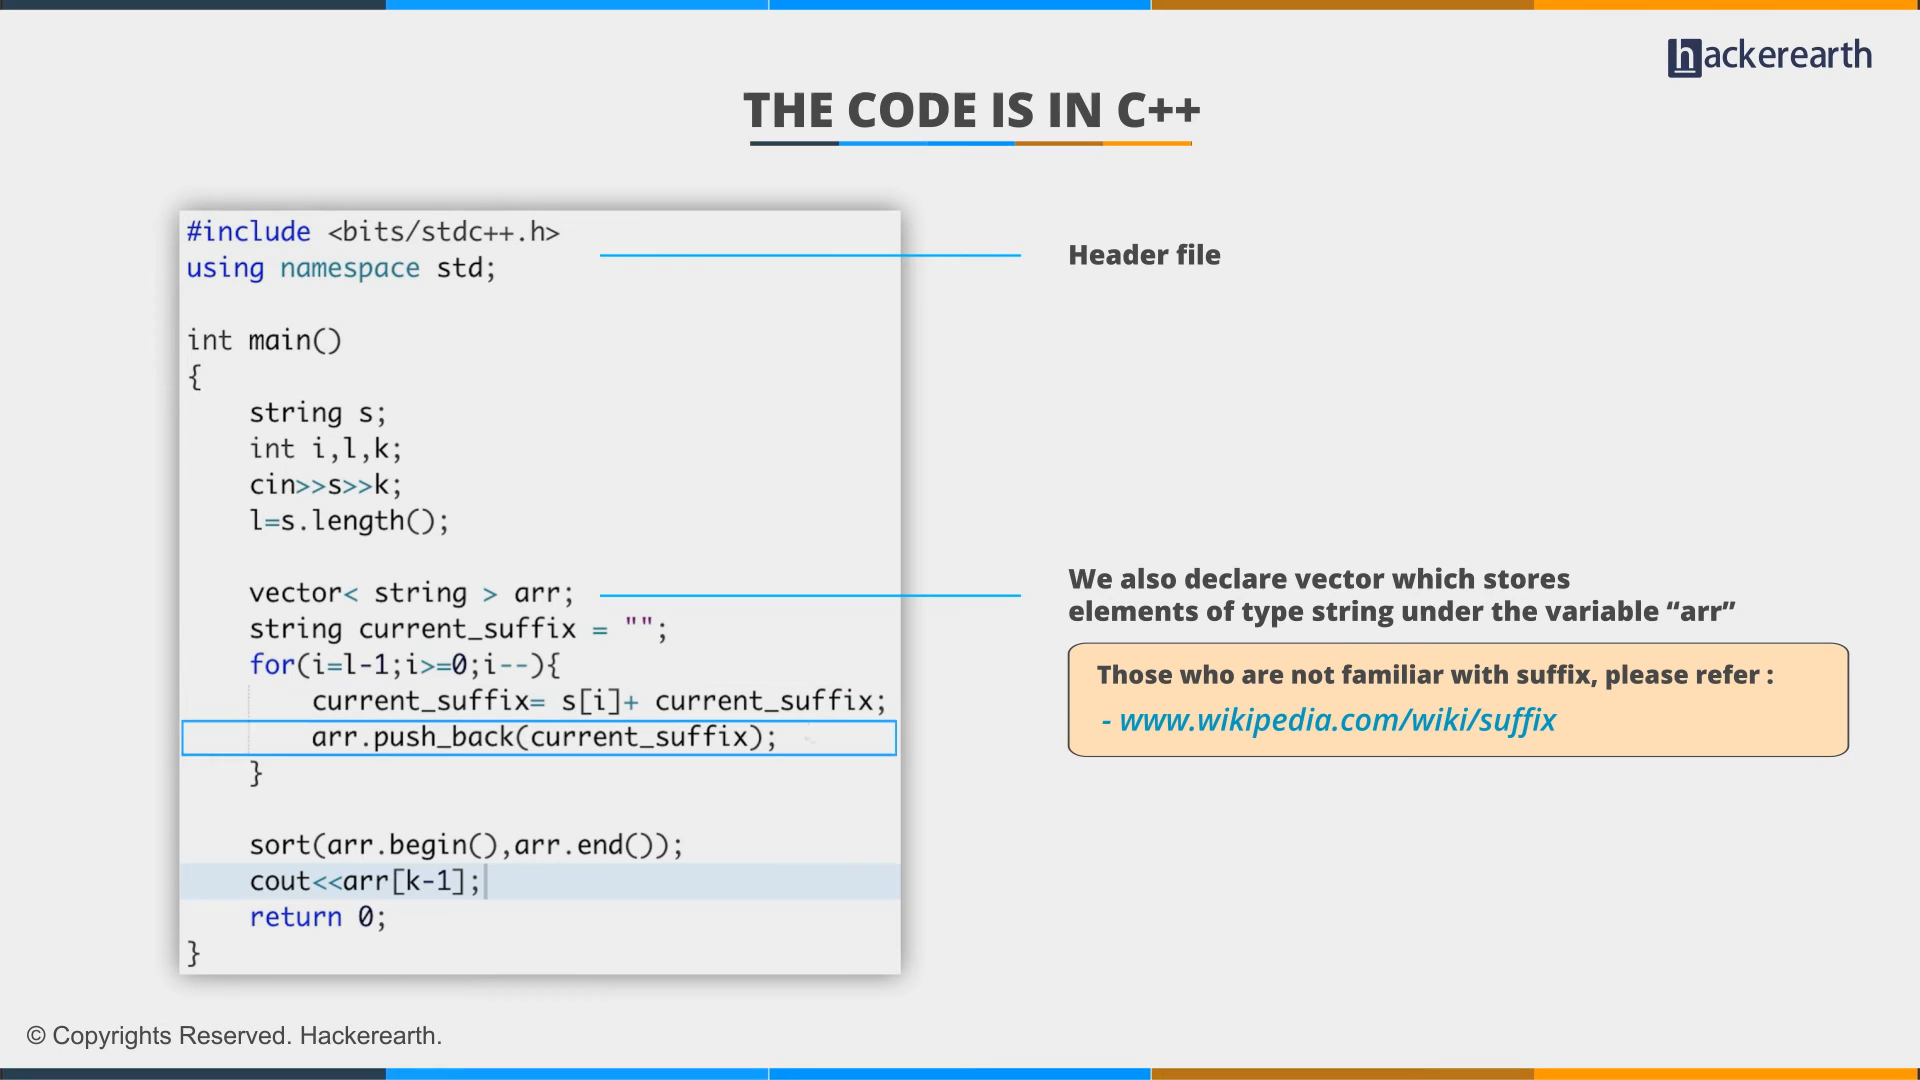 hackerearth
THE CODE IS IN C++
#include <bits/stdc++.h>
using namespace std;
Header file
int main()
{
string s;
int i,l,k;
cin>>s>>k;
l=s.length();
vector< string > arr;
string current_suffix = "";
for(i=l-1;i>=0;i--){
current_suffix= s[i]+ current_suffix;
arr.push_back(current_suffix);
}
sort(arr.begin(),arr.end());
cout<<arr[k-1];
return 0;
}
We also declare vector which stores
elements of type string under the variable “arr”
Those who are not familiar with suffix, please refer :
- www.wikipedia.com/wiki/suffix
© Copyrights Reserved. Hackerearth.